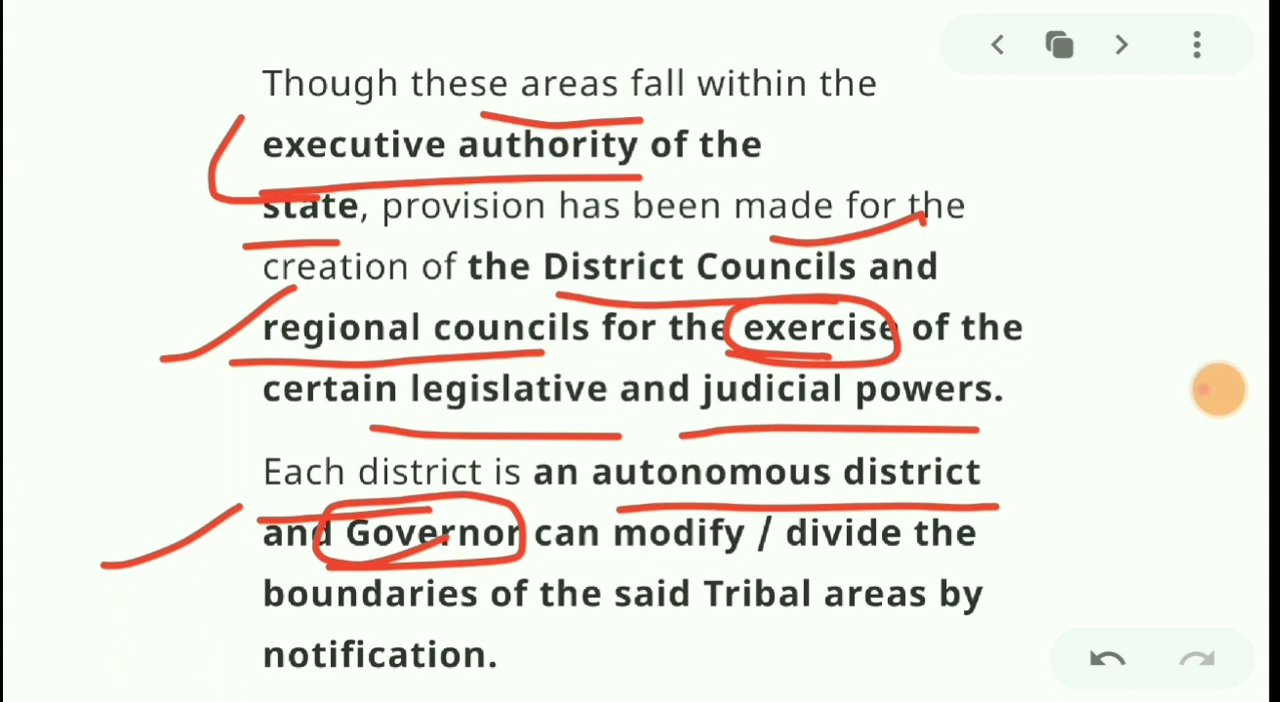 Though these areas fall within the
executive authority of the
state, provision has been made for the
creation of the District Councils and
regional councils for the exercise of the
certain legislative and judicial powers.
Each district is an autonomous district
and Governor can modify / divide the
boundaries of the said Tribal areas by
notification.